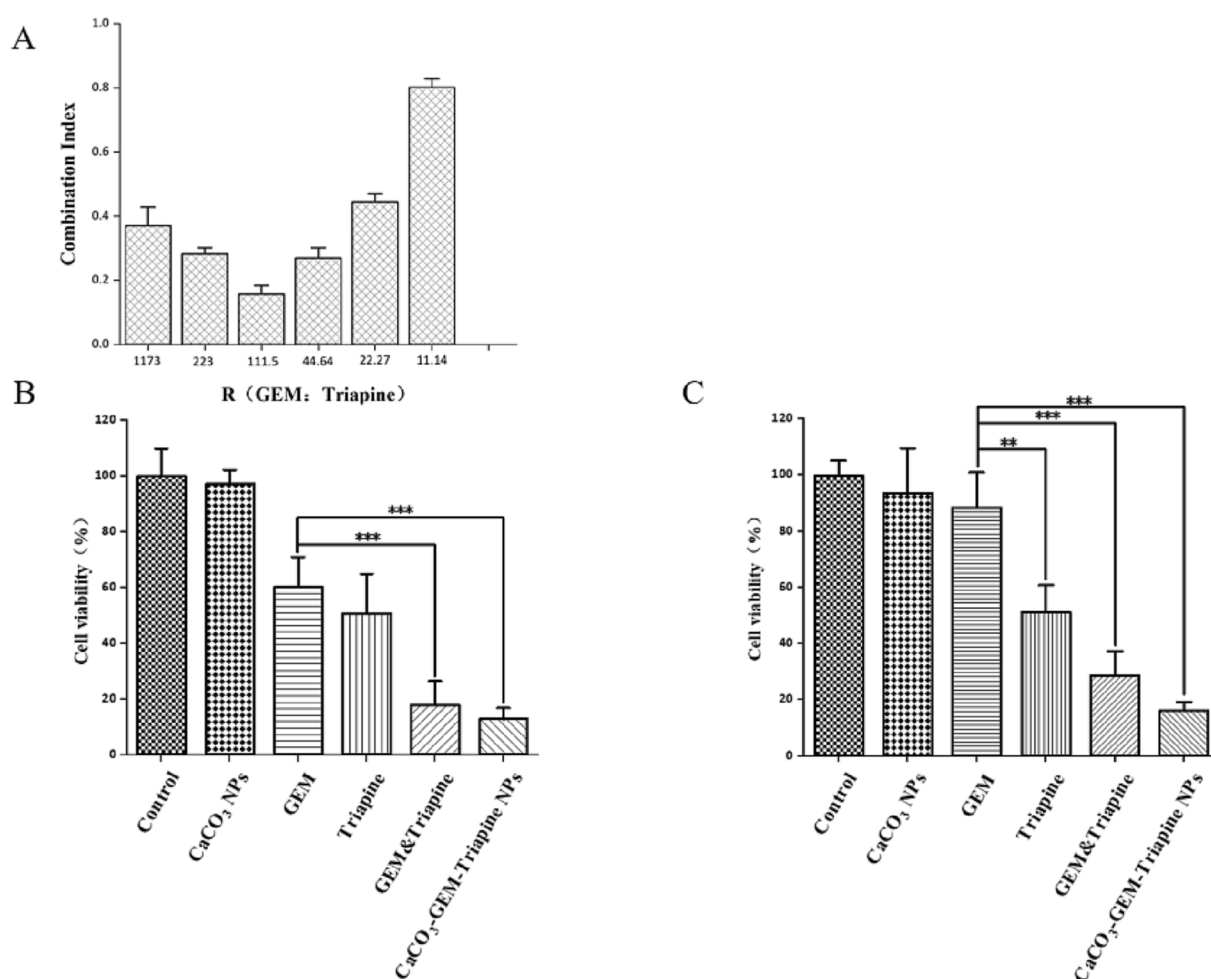 A
1.0
0.8
0.6
0.4
0.2
0.0
Combination Index
1173 223 111.5 44.64 22.27 11.14
R（GEM：Triapine）
B
120
100
80
60
40
20
0
Cell viability（%）
***
***
Control
CaCO₃ NPs
GEM
Triapine
GEM&Triapine
CaCO₃-GEM-Triapine NPs
C
120
100
80
60
40
20
0
Cell viability（%）
***
***
**
Control
CaCO₃ NPs
GEM
Triapine
GEM&Triapine
CaCO₃-GEM-Triapine NPs